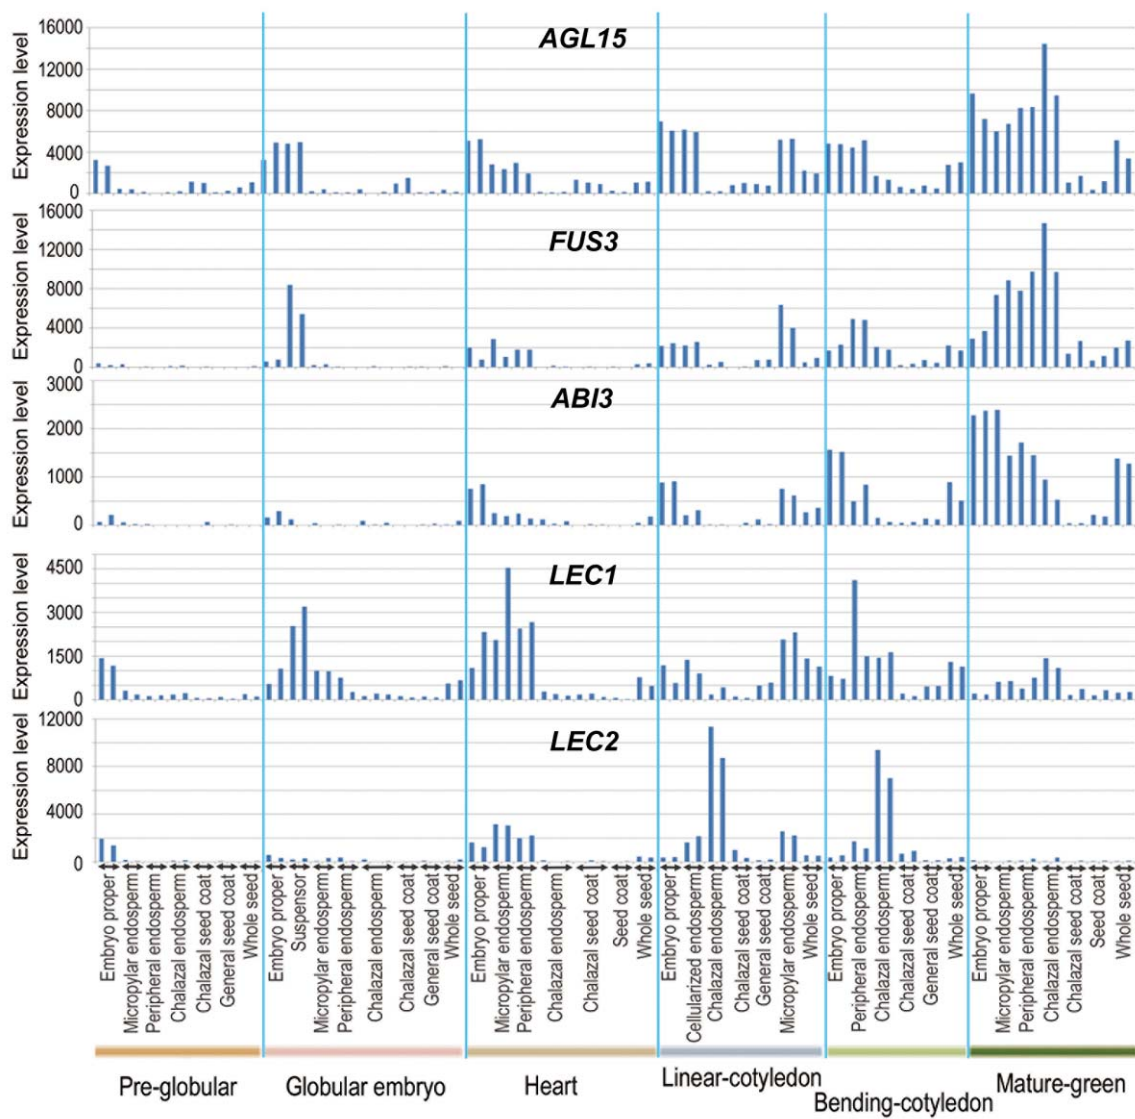 AGL15
Expression level
16000
12000
8000
4000
0
FUS3
Expression level
16000
12000
8000
4000
0
ABI3
Expression level
3000
2000
1000
0
LEC1
Expression level
4500
3000
1500
0
LEC2
Expression level
12000
8000
4000
0
Embryo proper
Micropylar endosperm
Peripheral endosperm
Chalazal endosperm
Chalazal seed coat
General seed coat
Whole seed
Embryo proper
Suspensor
Micropylar endosperm
Peripheral endosperm
Chalazal endosperm
Chalazal seed coat
General seed coat
Whole seed
Embryo proper
Micropylar endosperm
Peripheral endosperm
Chalazal endosperm
Chalazal seed coat
Seed coat
Whole seed
Embryo proper
Cellularized endosperm
Chalazal endosperm
Chalazal seed coat
General seed coat
Micropylar endosperm
Whole seed
Embryo proper
Peripheral endosperm
Chalazal endosperm
Chalazal seed coat
General seed coat
Whole seed
Embryo proper
Micropylar endosperm
Peripheral endosperm
Chalazal endosperm
Chalazal seed coat
Seed coat
Whole seed
Pre-globular
Globular embryo
Heart
Linear-cotyledon
Bending-cotyledon
Mature-green